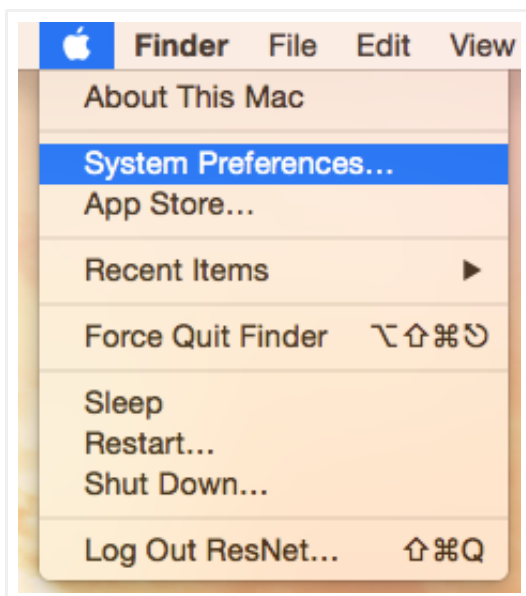 Finder File Edit View
About This Mac
System Preferences...
App Store...
Recent Items
Force Quit Finder ⌥⇧⌘⎋
Sleep
Restart...
Shut Down...
Log Out ResNet... ⇧⌘Q